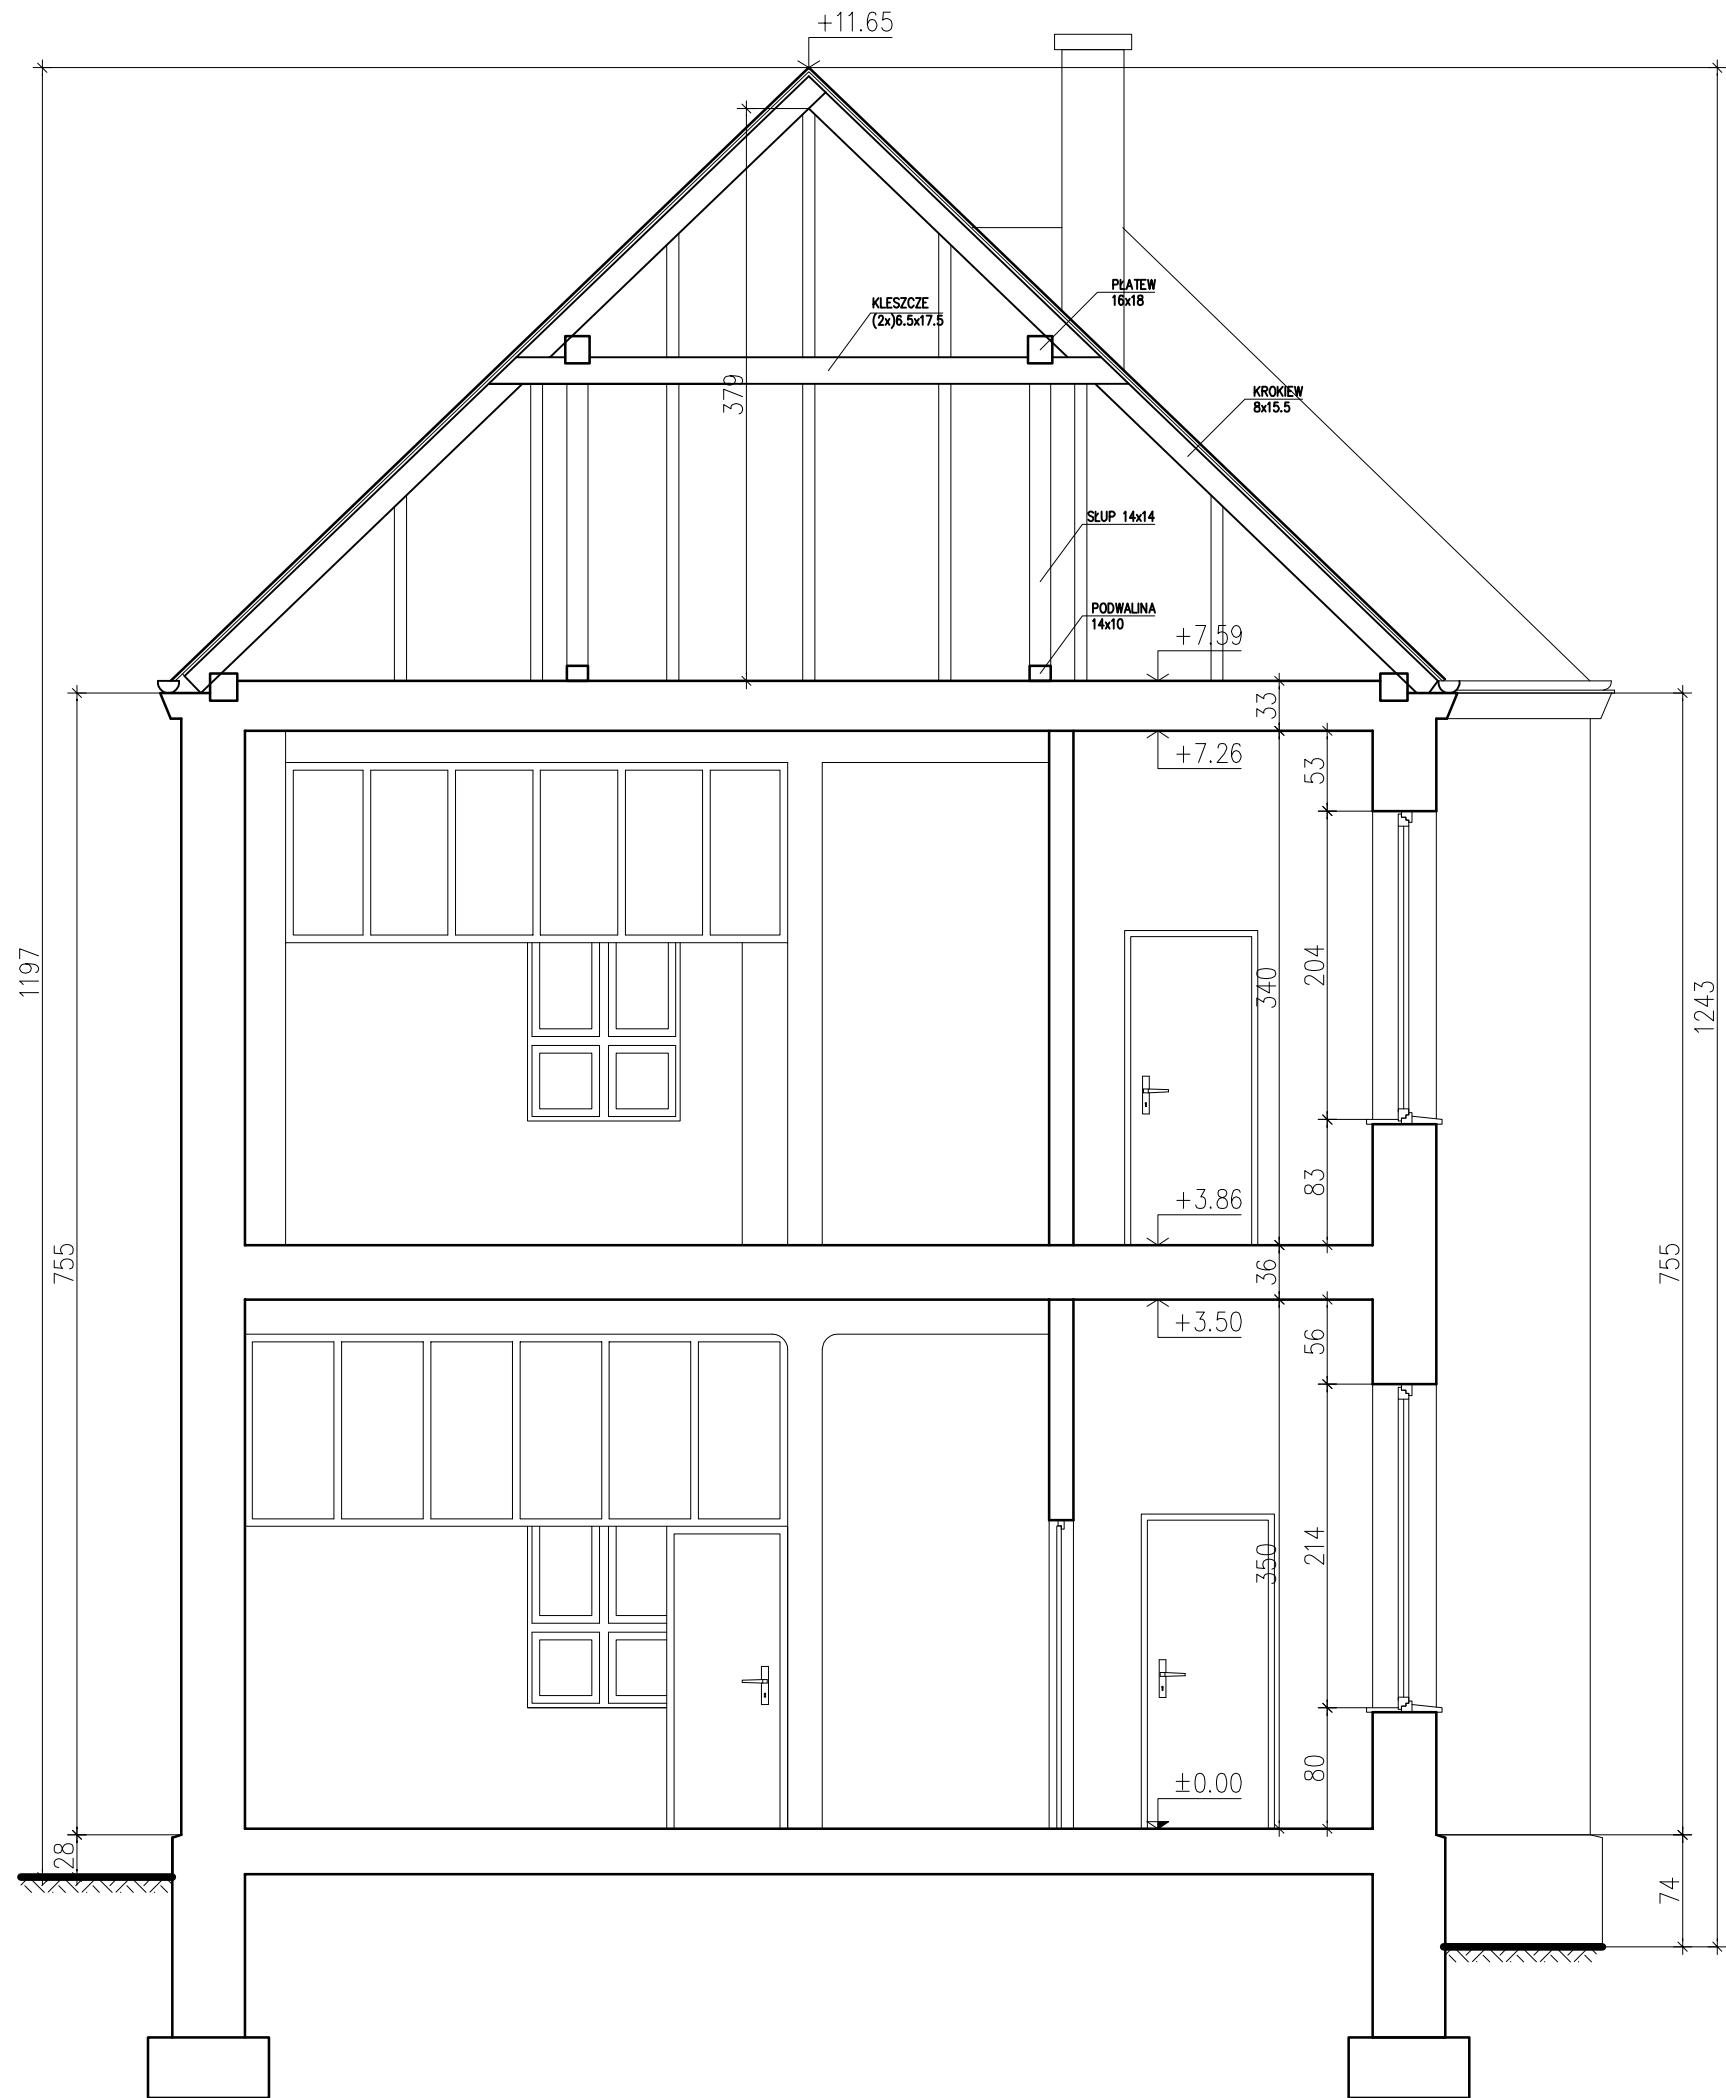 +11.65
PŁATEW
16x18
KLESZCZE
(2x)6.5x17.5
379
KROKIEW
8x15.5
SŁUP 14x14
PODWALINA
14x10
+7.59
33
+7.26
53
1197
204
340
1243
83
+3.86
755
36
755
+3.50
56
214
350
80
±0.00
28
74